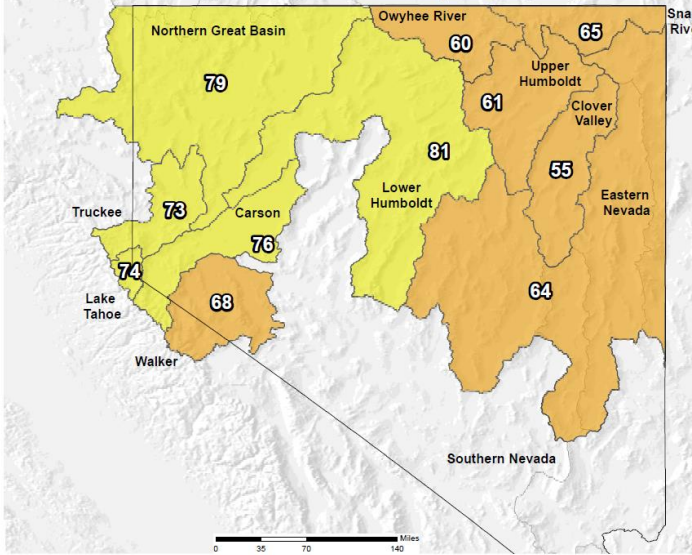 Owyhee River
Sna
Rive
Northern Great Basin
65
60
Upper
Humboldt
79
61
Clover
Valley
81
55
Lower
Humboldt
Eastern
Nevada
Truckee
73
Carson
76
74
Lake
Tahoe
68
64
Walker
Southern Nevada
Miles
0 35 70 140